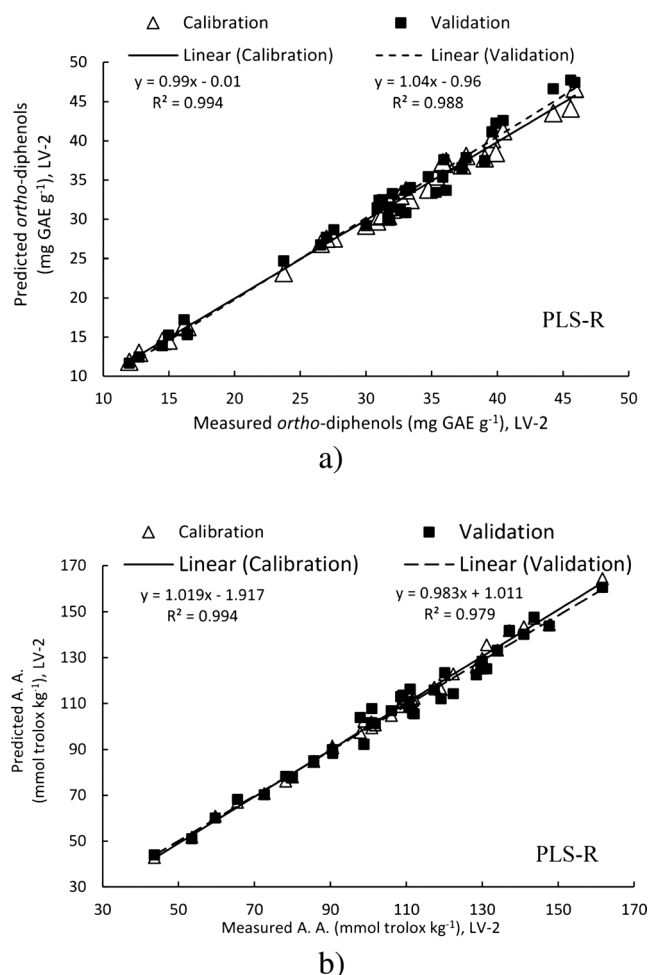 Calibration Validation
Linear (Calibration) Linear (Validation)
y = 0.99x - 0.01 y = 1.04x - 0.96
R² = 0.994 R² = 0.988
50
45
40
35
30
25
20
15
10
Predicted ortho-diphenols
(mg GAE g⁻¹), LV-2
PLS-R
10 15 20 25 30 35 40 45 50
Measured ortho-diphenols (mg GAE g⁻¹), LV-2
a)
Calibration Validation
Linear (Calibration) Linear (Validation)
y = 1.019x - 1.917 y = 0.983x + 1.011
R² = 0.994 R² = 0.979
170
150
130
110
90
70
50
30
Predicted A. A.
(mmol trolox kg⁻¹), LV-2
PLS-R
30 50 70 90 110 130 150 170
Measured A. A. (mmol trolox kg⁻¹), LV-2
b)